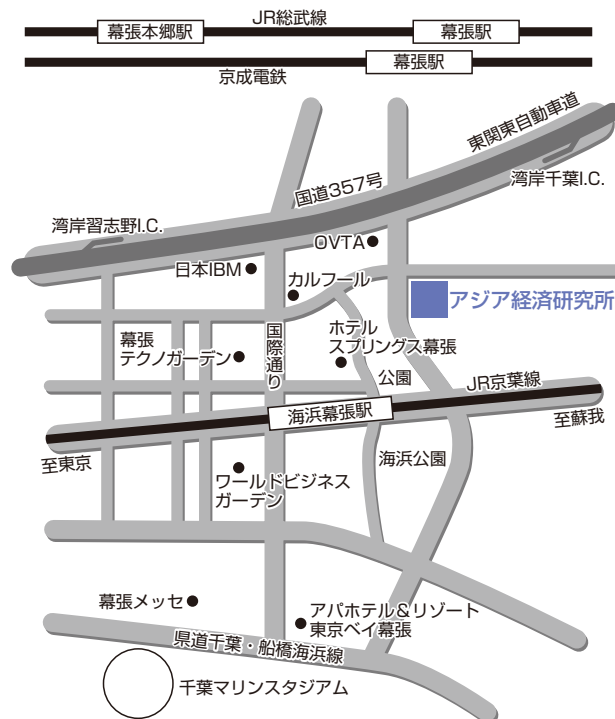 JR総武線
幕張本郷駅
幕張駅
幕張駅
京成電鉄
東関東自動車道
国道357号
湾岸千葉I.C.
湾岸習志野I.C.
OVTA
日本IBM
カルフール
アジア経済研究所
幕張
テクノガーデン
国際通り
ホテル
スプリングス幕張
公園
JR京葉線
海浜幕張駅
至蘇我
至東京
海浜公園
ワールドビジネス
ガーデン
幕張メッセ
アパホテル&リゾート
東京ベイ幕張
県道千葉・船橋海浜線
千葉マリンスタジアム